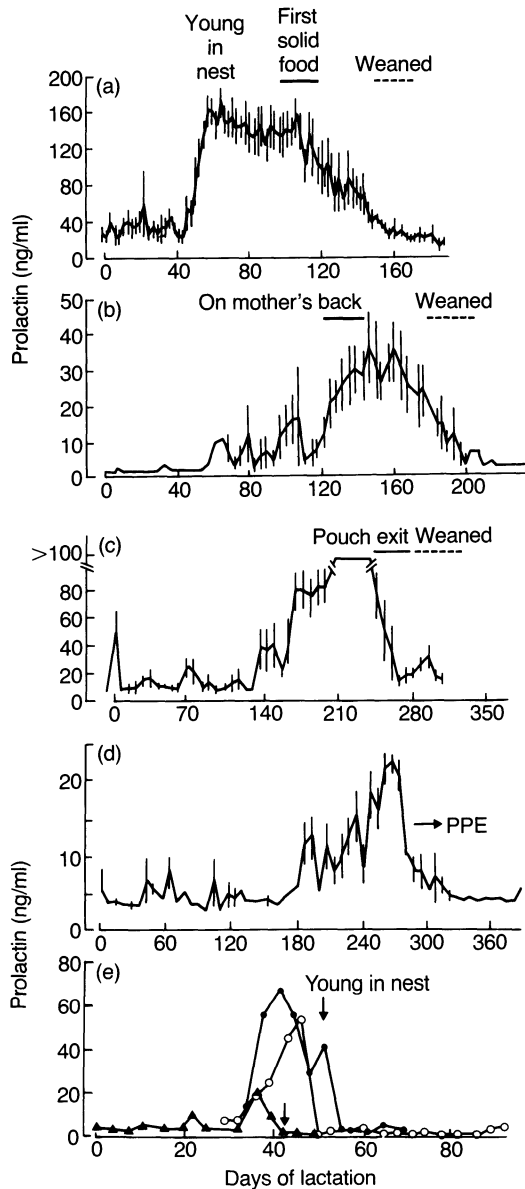 Young
in
nest
First
solid
food
Weaned
(a)
200
160
120
80
40
0
0 40 80 120 160
Prolactin (ng/ml)
(b)
On mother's back
Weaned
50
40
30
20
10
0
0 40 80 120 160 200
(c)
Pouch exit Weaned
>100
80
60
40
20
0
0 70 140 210 280 350
(d)
20
10
0
→PPE
0 60 120 180 240 300 360
Prolactin (ng/ml)
(e)
Young in nest
80
60
40
20
0
0 20 40 60 80
Days of lactation